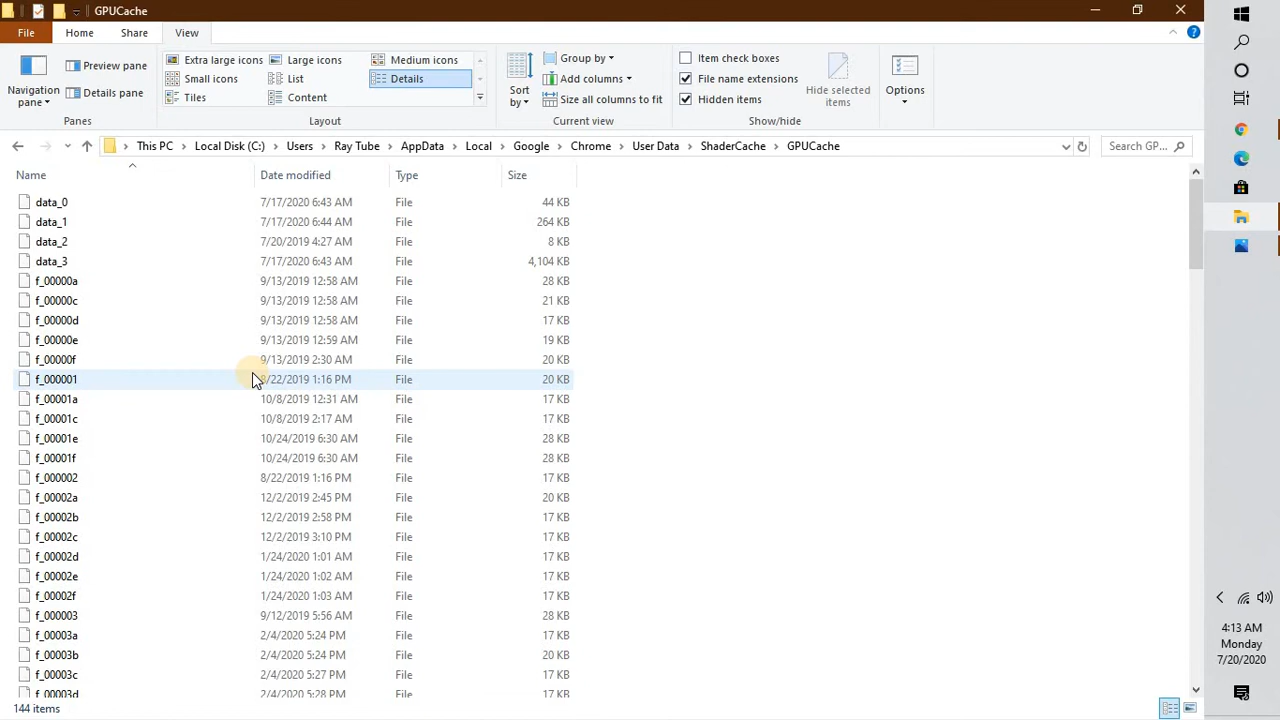 GPUCache
File Home Share View
Navigation pane
Preview pane
Details pane
Panes
Extra large icons Large icons Medium icons
Small icons List Details
Tiles Content
Layout
Sort by
Group by
Add columns
Size all columns to fit
Current view
Item check boxes
File name extensions
Hidden items
Hide selected items
Show/hide
Options
This PC Local Disk (C:) Users Ray Tube AppData Local Google Chrome User Data ShaderCache GPUCache
Search GP...
Name Date modified Type Size
data_0 7/17/2020 6:43 AM File 44 KB
data_1 7/17/2020 6:44 AM File 264 KB
data_2 7/20/2019 4:27 AM File 8 KB
data_3 7/17/2020 6:43 AM File 4,104 KB
f_00000a 9/13/2019 12:58 AM File 28 KB
f_00000c 9/13/2019 12:58 AM File 21 KB
f_00000d 9/13/2019 12:58 AM File 17 KB
f_00000e 9/13/2019 12:59 AM File 19 KB
f_00000f 9/13/2019 2:30 AM File 20 KB
f_000001 8/22/2019 1:16 PM File 20 KB
f_00001a 10/8/2019 12:31 AM File 17 KB
f_00001c 10/8/2019 2:17 AM File 17 KB
f_00001e 10/24/2019 6:30 AM File 28 KB
f_00001f 10/24/2019 6:30 AM File 20 KB
f_000002 8/22/2019 1:16 PM File 17 KB
f_00002a 12/2/2019 2:45 PM File 20 KB
f_00002b 12/2/2019 2:58 PM File 17 KB
f_00002c 12/2/2019 3:10 PM File 17 KB
f_00002d 1/24/2020 1:01 AM File 17 KB
f_00002e 1/24/2020 1:02 AM File 17 KB
f_00002f 1/24/2020 1:03 AM File 17 KB
f_000003 9/12/2019 5:56 AM File 28 KB
f_00003a 2/4/2020 5:24 PM File 17 KB
f_00003b 2/4/2020 5:24 PM File 20 KB
f_00003c 2/4/2020 5:27 PM File 17 KB
f_00003d 2/4/2020 5:28 PM File 17 KB
144 items
4:13 AM
Monday
7/20/2020